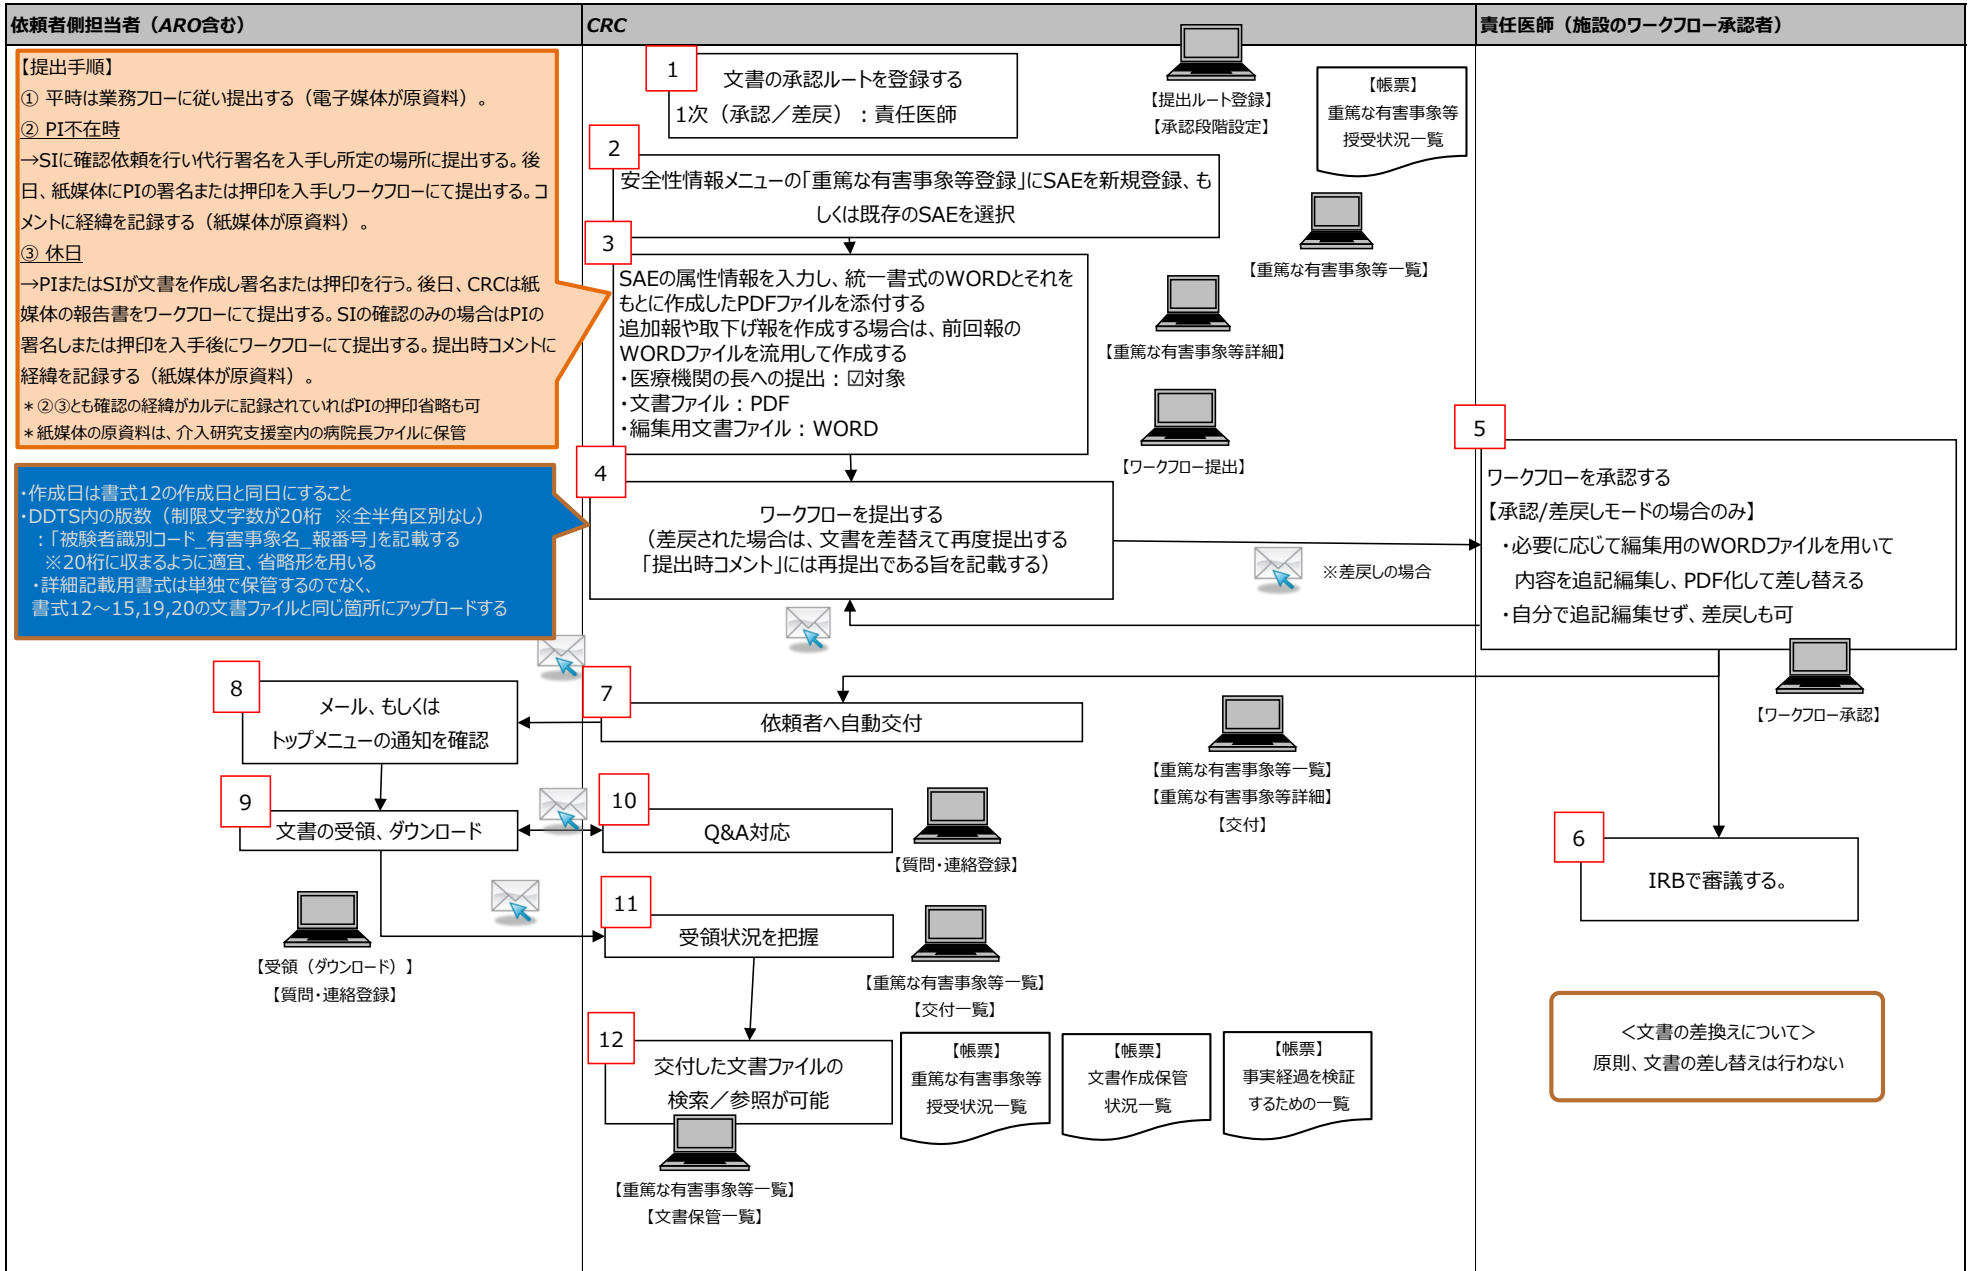 依頼者側担当者（ARO含む）
CRC
責任医師（施設のワークフロー承認者）
【提出手順】
① 平時は業務フローに従い提出する（電子媒体が原資料）。
② PI不在時
→SIに確認依頼を行い代行署名を入手し所定の場所に提出する。後
日、紙媒体にPIの署名または押印を入手しワークフローにて提出する。コ
メントに経緯を記録する（紙媒体が原資料）。
③ 休日
→PIまたはSIが文書を作成し署名または押印を行う。後日、CRCは紙
媒体の報告書をワークフローにて提出する。SIの確認のみの場合はPIの
署名しまたは押印を入手後にワークフローにて提出する。提出時コメントに
経緯を記録する（紙媒体が原資料）。
＊②③とも確認の経緯がカルテに記録されていればPIの押印省略も可
＊紙媒体の原資料は、介入研究支援室内の病院長ファイルに保管
・作成日は書式12の作成日と同日にすること
・DDTS内の版数（制限文字数が20桁　※全半角区別なし）
：「被験者識別コード_有害事象名_報番号」を記載する
※20桁に収まるように適宜、省略形を用いる
・詳細記載用書式は単独で保管するのでなく、
書式12～15,19,20の文書ファイルと同じ箇所にアップロードする
1
文書の承認ルートを登録する
1次（承認／差戻）：責任医師
【提出ルート登録】
【承認段階設定】
【帳票】
重篤な有害事象等
授受状況一覧
2
安全性情報メニューの「重篤な有害事象等登録」にSAEを新規登録、も
しくは既存のSAEを選択
【重篤な有害事象等一覧】
3
SAEの属性情報を入力し、統一書式のWORDとそれを
もとに作成したPDFファイルを添付する
追加報や取下げ報を作成する場合は、前回報の
WORDファイルを流用して作成する
・医療機関の長への提出：☑対象
・文書ファイル：PDF
・編集用文書ファイル：WORD
【重篤な有害事象等詳細】
【ワークフロー提出】
4
ワークフローを提出する
（差戻された場合は、文書を差替えて再度提出する
「提出時コメント」には再提出である旨を記載する）
※差戻しの場合
5
ワークフローを承認する
【承認/差戻しモードの場合のみ】
・必要に応じて編集用のWORDファイルを用いて
内容を追記編集し、PDF化して差し替える
・自分で追記編集せず、差戻しも可
【ワークフロー承認】
8
メール、もしくは
トップメニューの通知を確認
7
依頼者へ自動交付
【重篤な有害事象等一覧】
【重篤な有害事象等詳細】
【交付】
9
文書の受領、ダウンロード
10
Q&A対応
【質問・連絡登録】
6
IRBで審議する。
【受領（ダウンロード）】
【質問・連絡登録】
11
受領状況を把握
【重篤な有害事象等一覧】
【交付一覧】
＜文書の差換えについて＞
原則、文書の差し替えは行わない
12
交付した文書ファイルの
検索／参照が可能
【帳票】
重篤な有害事象等
授受状況一覧
【帳票】
文書作成保管
状況一覧
【帳票】
事実経過を検証
するための一覧
【重篤な有害事象等一覧】
【文書保管一覧】